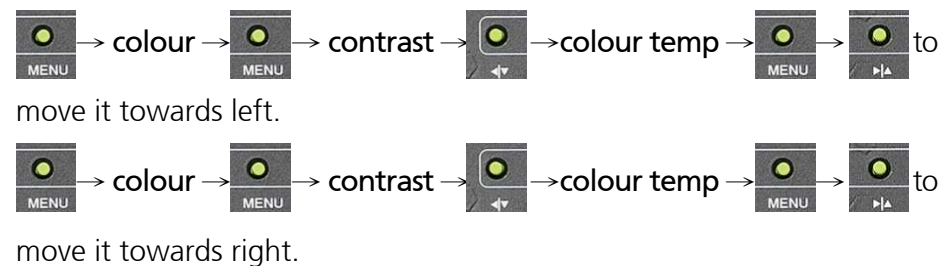 → colour → → contrast → →colour temp → → to
MENU MENU ◂|▾ MENU ▸|▴
move it towards left.
→ colour → → contrast → →colour temp → → to
MENU MENU ◂|▾ MENU ▸|▴
move it towards right.